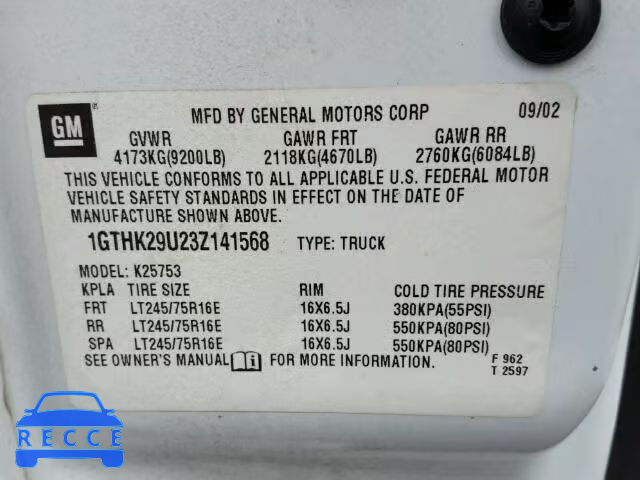 GM
®
MFD BY GENERAL MOTORS CORP 09/02
GVWR GAWR FRT GAWR RR
4173KG(9200LB) 2118KG(4670LB) 2760KG(6084LB)
THIS VEHICLE CONFORMS TO ALL APPLICABLE U.S. FEDERAL MOTOR
VEHICLE SAFETY STANDARDS IN EFFECT ON THE DATE OF
MANUFACTURE SHOWN ABOVE.
1GTHK29U23Z141568 TYPE: TRUCK
MODEL: K25753
KPLA TIRE SIZE RIM COLD TIRE PRESSURE
FRT LT245/75R16E 16X6.5J 380KPA(55PSI)
RR LT245/75R16E 16X6.5J 550KPA(80PSI)
SPA LT245/75R16E 16X6.5J 550KPA(80PSI)
SEE OWNER'S MANUAL FOR MORE INFORMATION. F 962
T 2597
RECCE